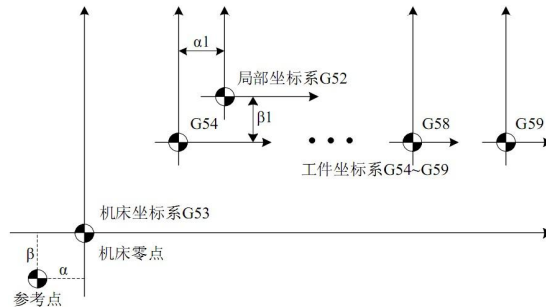 α1
局部坐标系G52
G54
β1
G58
G59
工件坐标系G54~G59
机床坐标系G53
机床零点
β
α
参考点